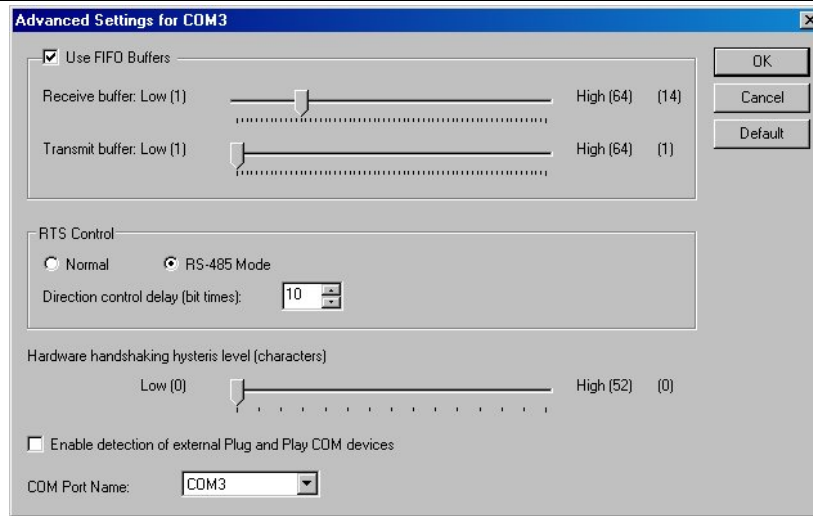 Advanced Settings for COM3
Use FIFO Buffers
OK
Receive buffer: Low (1) High (64) (14)
Cancel
Default
Transmit buffer: Low (1) High (64) (1)
RTS Control
Normal RS-485 Mode
Direction control delay (bit times): 10
Hardware handshaking hysteris level (characters)
Low (0) High (52) (0)
Enable detection of external Plug and Play COM devices
COM Port Name: COM3